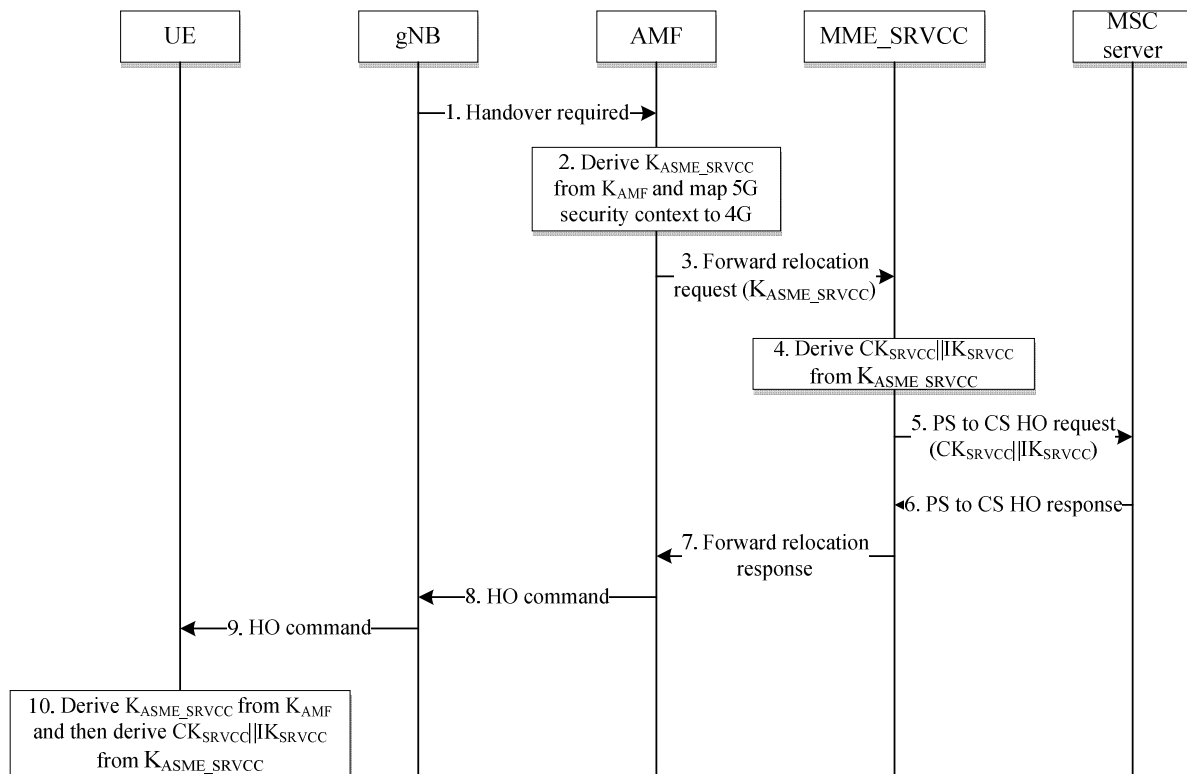 UE
gNB
AMF
MME_SRVCC
MSC
server
1. Handover required
2. Derive KASME_SRVCC
from KAMF and map 5G
security context to 4G
3. Forward relocation
request (KASME_SRVCC)
4. Derive CKSRVCC||IKSRVCC
from KASME_SRVCC
5. PS to CS HO request
(CKSRVCC||IKSRVCC)
6. PS to CS HO response
7. Forward relocation
response
8. HO command
9. HO command
10. Derive KASME_SRVCC from KAMF
and then derive CKSRVCC||IKSRVCC
from KASME_SRVCC